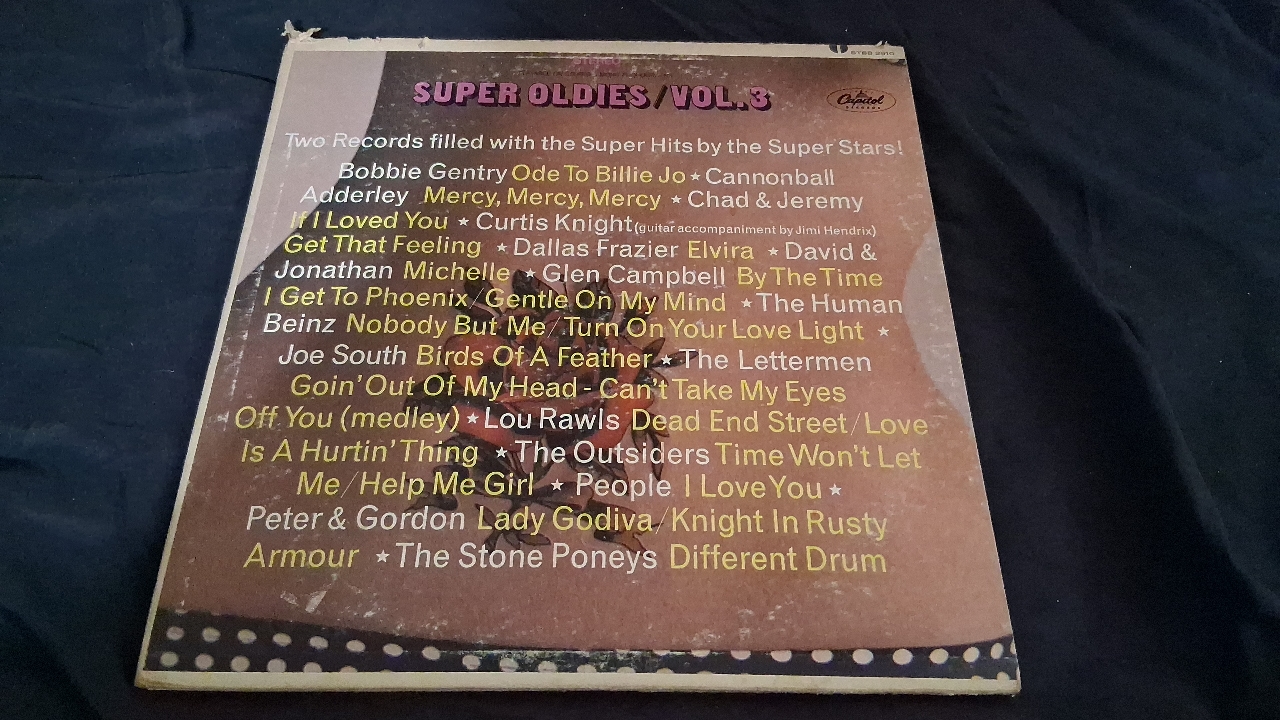 STEREO
STBB 2910
SUPER OLDIES/VOL.3
Capitol
RECORDS
Two Records filled with the Super Hits by the Super Stars!
Bobbie Gentry Ode To Billie Jo ★ Cannonball
Adderley Mercy, Mercy, Mercy ★ Chad & Jeremy
If I Loved You ★ Curtis Knight (guitar accompaniment by Jimi Hendrix)
Get That Feeling ★ Dallas Frazier Elvira ★ David &
Jonathan Michelle ★ Glen Campbell By The Time
I Get To Phoenix/Gentle On My Mind ★ The Human
Beinz Nobody But Me/Turn On Your Love Light ★
Joe South Birds Of A Feather ★ The Lettermen
Goin' Out Of My Head - Can't Take My Eyes
Off You (medley) ★ Lou Rawls Dead End Street/Love
Is A Hurtin' Thing ★ The Outsiders Time Won't Let
Me/Help Me Girl ★ People I Love You ★
Peter & Gordon Lady Godiva/Knight In Rusty
Armour ★ The Stone Poneys Different Drum